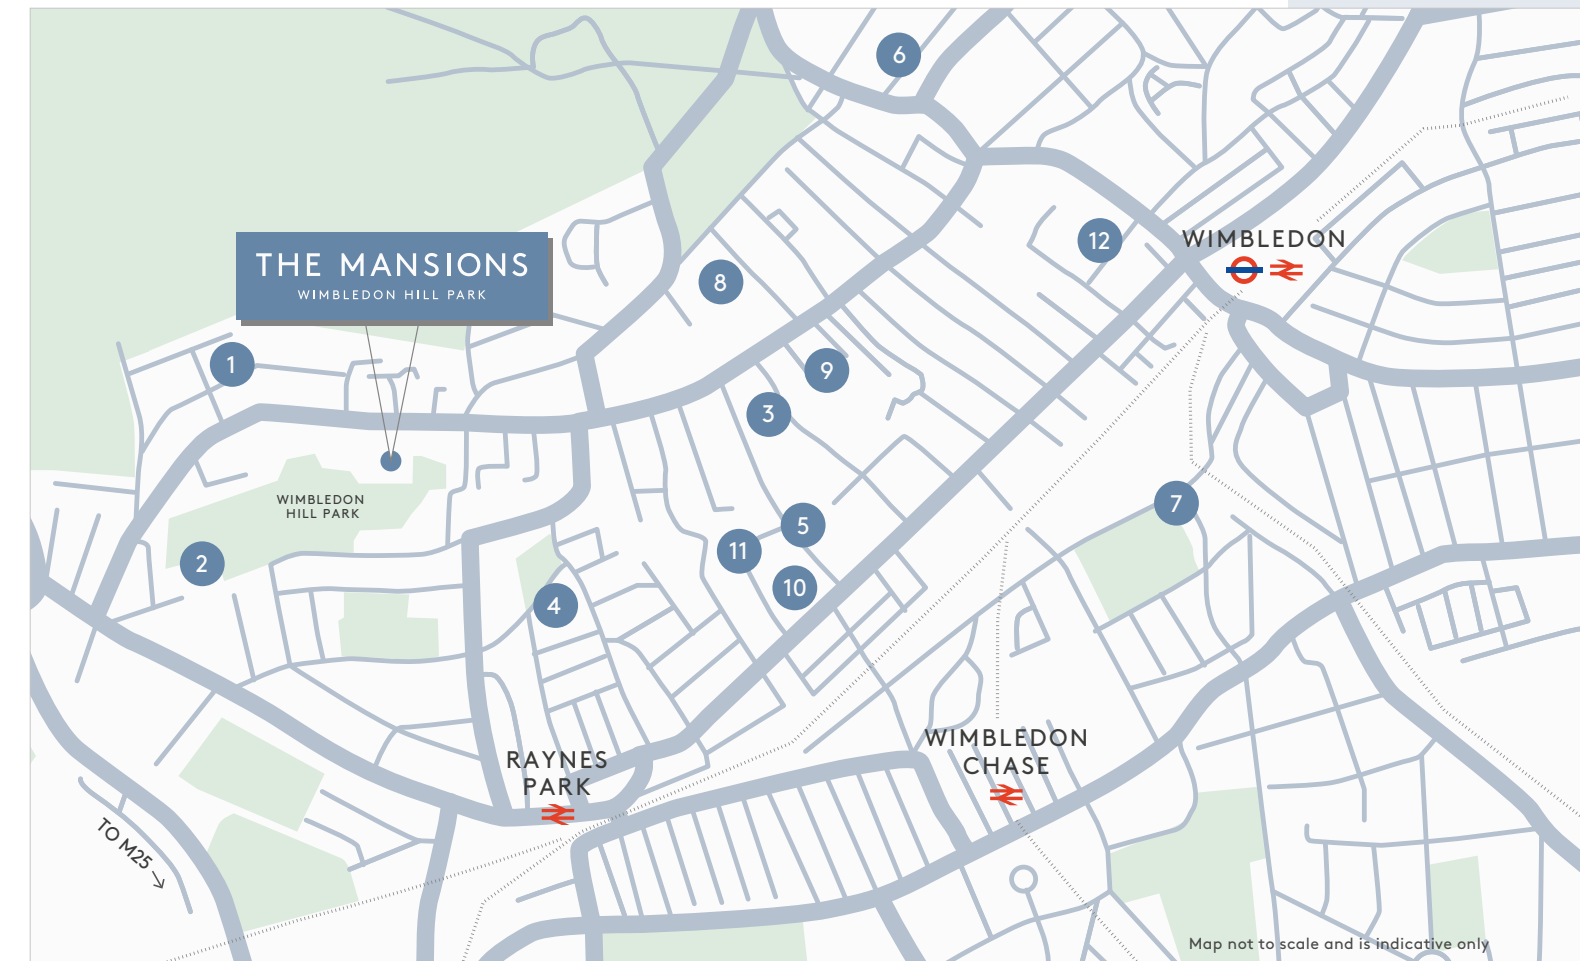 6
12
WIMBLEDON
THE MANSIONS
WIMBLEDON HILL PARK
8
1
9
3
WIMBLEDON
HILL PARK
7
5
11
2
10
4
WIMBLEDON
CHASE
RAYNES
PARK
TO M25 →
Map not to scale and is indicative only